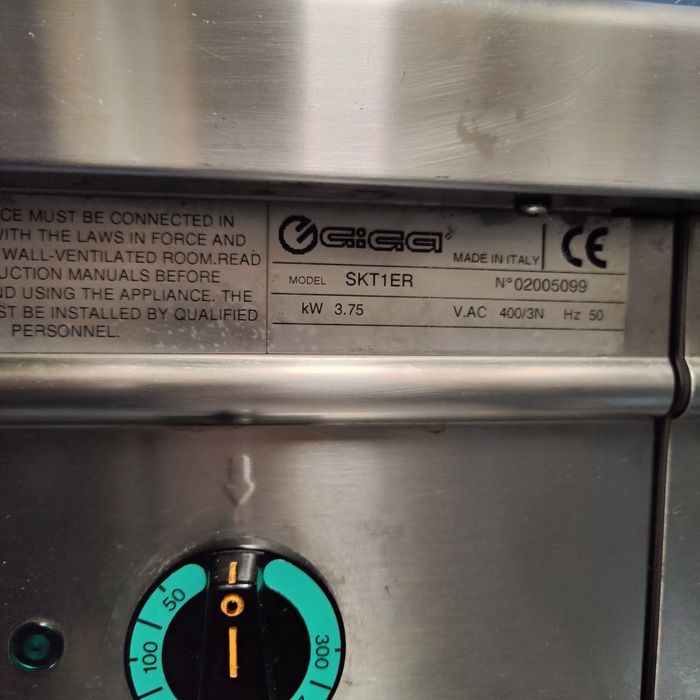 CE MUST BE CONNECTED IN
WITH THE LAWS IN FORCE AND
WALL-VENTILATED ROOM.READ
UCTION MANUALS BEFORE
ND USING THE APPLIANCE. THE
ST BE INSTALLED BY QUALIFIED
PERSONNEL.
GiGa
MADE IN ITALY
CE
MODEL SKT1ER N° 02005099
kW 3.75 V.AC 400/3N Hz 50
50
100
300